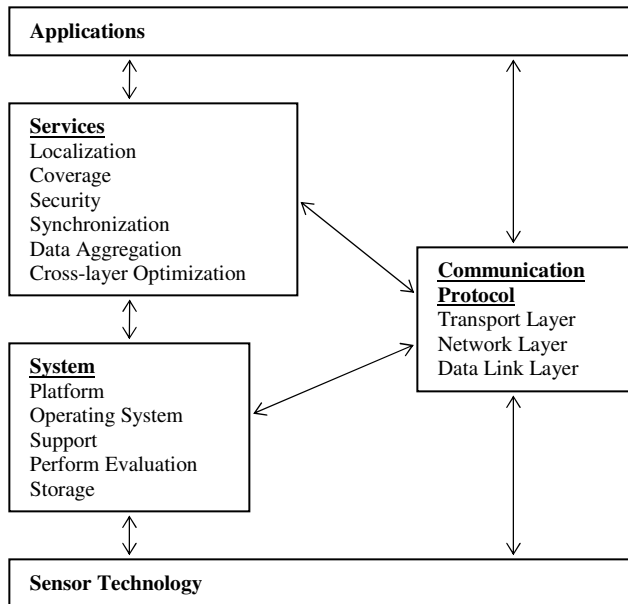 Applications
Services
Localization
Coverage
Security
Synchronization
Data Aggregation
Cross-layer Optimization
Communication
Protocol
Transport Layer
Network Layer
Data Link Layer
System
Platform
Operating System
Support
Perform Evaluation
Storage
Sensor Technology